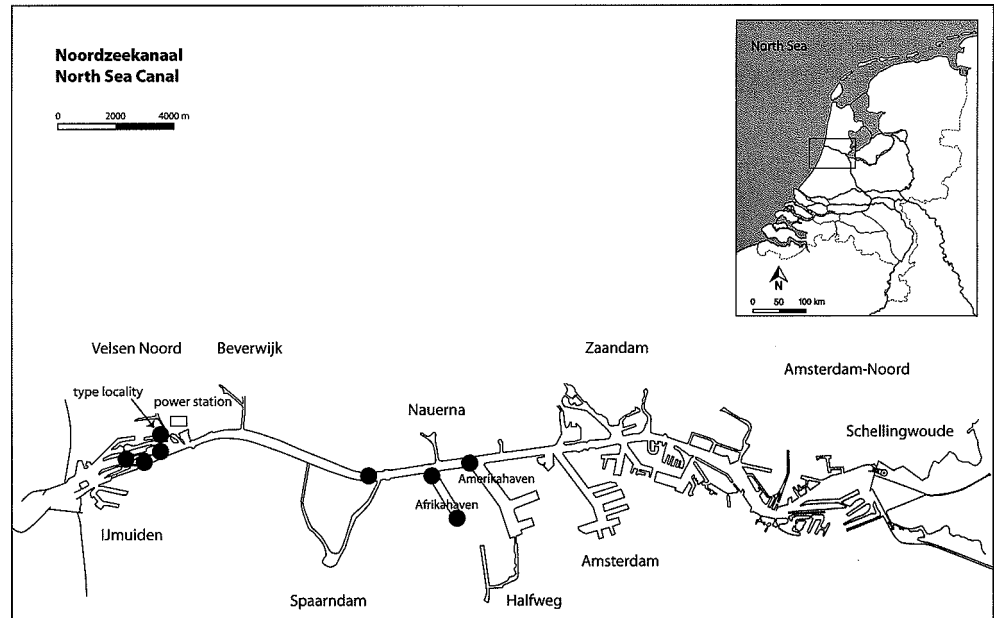 Noordzeekanaal
North Sea Canal
0 2000 4000 m
North Sea
N
0 50 100 km
Velsen Noord
Beverwijk
Zaandam
Amsterdam-Noord
type locality
power station
Nauerna
Schellingwoude
Amerikahaven
Afrikahaven
IJmuiden
Amsterdam
Spaarndam
Halfweg